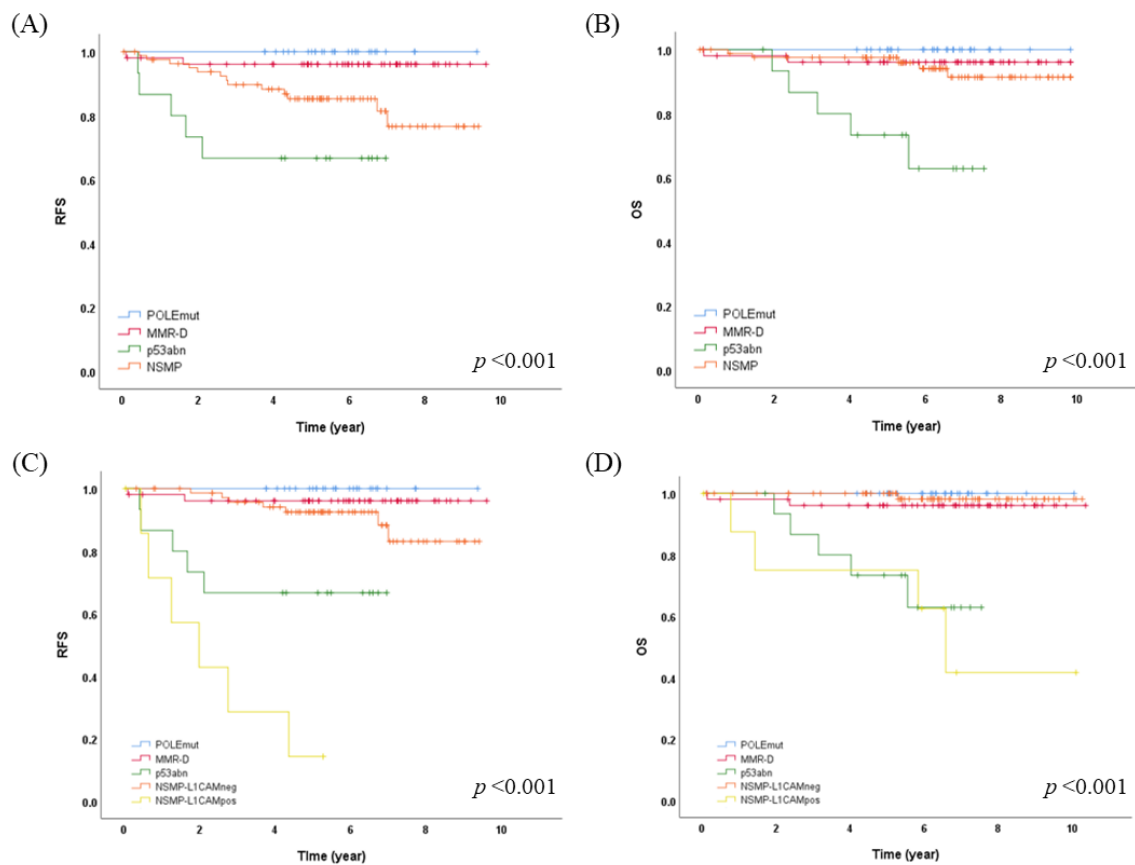 (A)
1.0
0.8
0.6
0.4
0.2
0.0
RFS
POLEmut
MMR-D
p53abn
NSMP
p <0.001
0 2 4 6 8 10
Time (year)
(B)
1.0
0.8
0.6
0.4
0.2
0.0
OS
POLEmut
MMR-D
p53abn
NSMP
p <0.001
0 2 4 6 8 10
Time (year)
(C)
1.0
0.8
0.6
0.4
0.2
0.0
RFS
POLEmut
MMR-D
p53abn
NSMP-L1CAMneg
NSMP-L1CAMpos
p <0.001
0 2 4 6 8 10
Time (year)
(D)
1.0
0.8
0.6
0.4
0.2
0.0
OS
POLEmut
MMR-D
p53abn
NSMP-L1CAMneg
NSMP-L1CAMpos
p <0.001
0 2 4 6 8 10
Time (year)